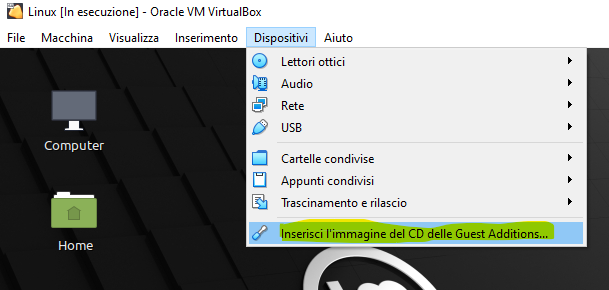 Linux [In esecuzione] - Oracle VM VirtualBox
File Macchina Visualizza Inserimento Dispositivi Aiuto
Lettori ottici
Audio
Rete
USB
Cartelle condivise
Appunti condivisi
Trascinamento e rilascio
Inserisci l'immagine del CD delle Guest Additions...
Computer
Home